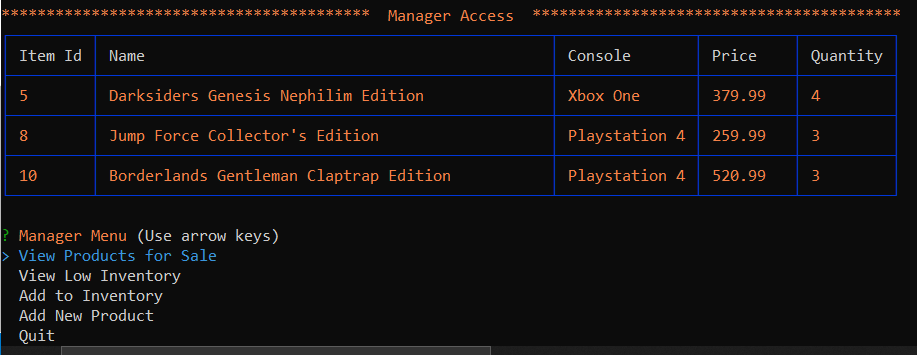 ***************************************** Manager Access *****************************************
Item Id Name Console Price Quantity
5 Darksiders Genesis Nephilim Edition Xbox One 379.99 4
8 Jump Force Collector's Edition Playstation 4 259.99 3
10 Borderlands Gentleman Claptrap Edition Playstation 4 520.99 3
? Manager Menu (Use arrow keys)
> View Products for Sale
View Low Inventory
Add to Inventory
Add New Product
Quit